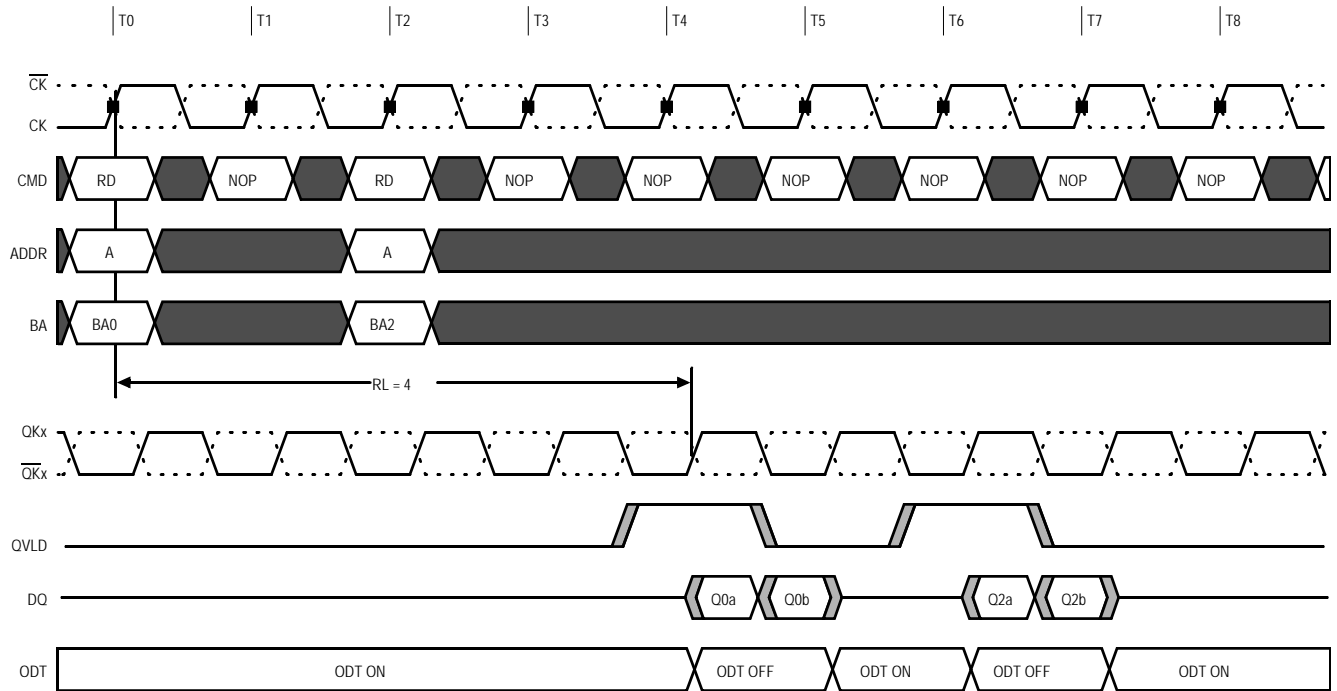 T0 T1 T2 T3 T4 T5 T6 T7 T8
CK
CK
CMD RD NOP RD NOP NOP NOP NOP NOP NOP
ADDR A A
BA BA0 BA2
RL = 4
QKx
QKx
QVLD
DQ Q0a Q0b Q2a Q2b
ODT ODT ON ODT OFF ODT ON ODT OFF ODT ON